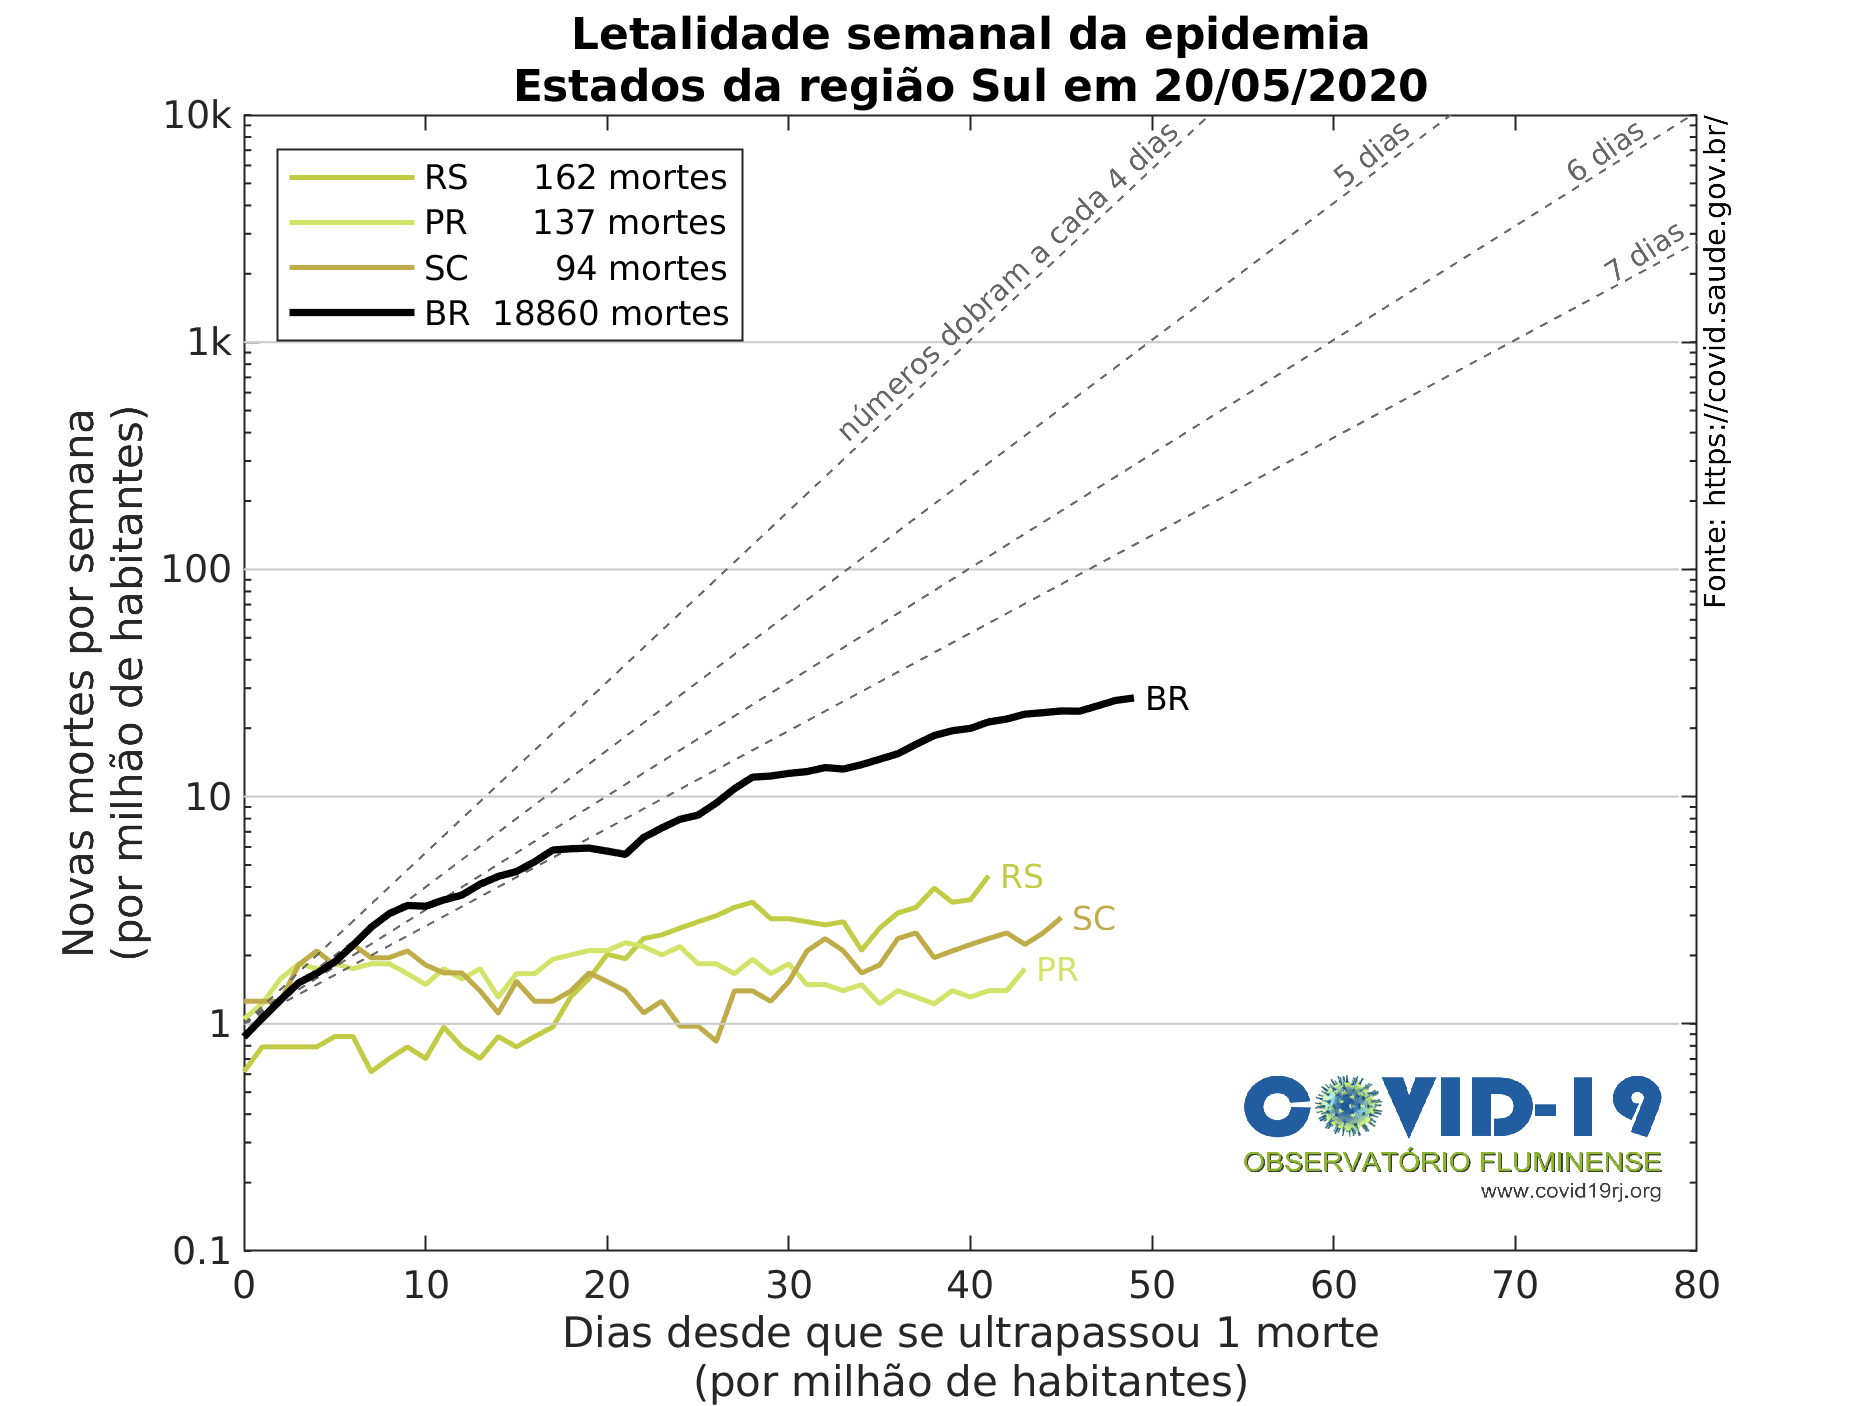 Letalidade semanal da epidemia
Estados da região Sul em 20/05/2020
10k
1k
100
10
1
0.1
Novas mortes por semana
(por milhão de habitantes)
RS 162 mortes
PR 137 mortes
SC 94 mortes
BR 18860 mortes
números dobram a cada 4 dias
5 dias
6 dias
7 dias
Fonte: https://covid.saude.gov.br/
BR
RS
SC
PR
COVID-19
OBSERVATÓRIO FLUMINENSE
www.covid19rj.org
0 10 20 30 40 50 60 70 80
Dias desde que se ultrapassou 1 morte
(por milhão de habitantes)